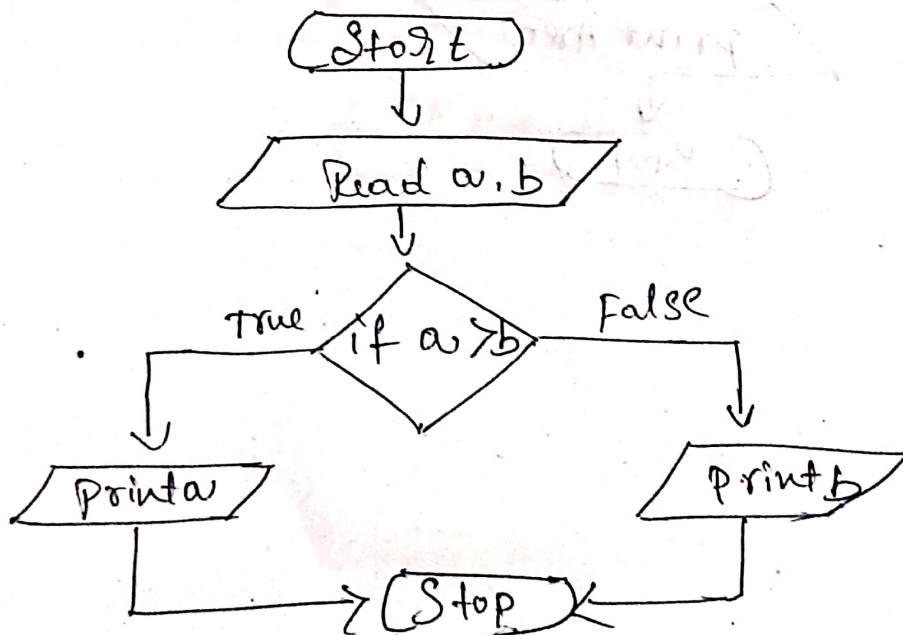 Start
Read a, b
if a > b
True
False
print a
print b
Stop